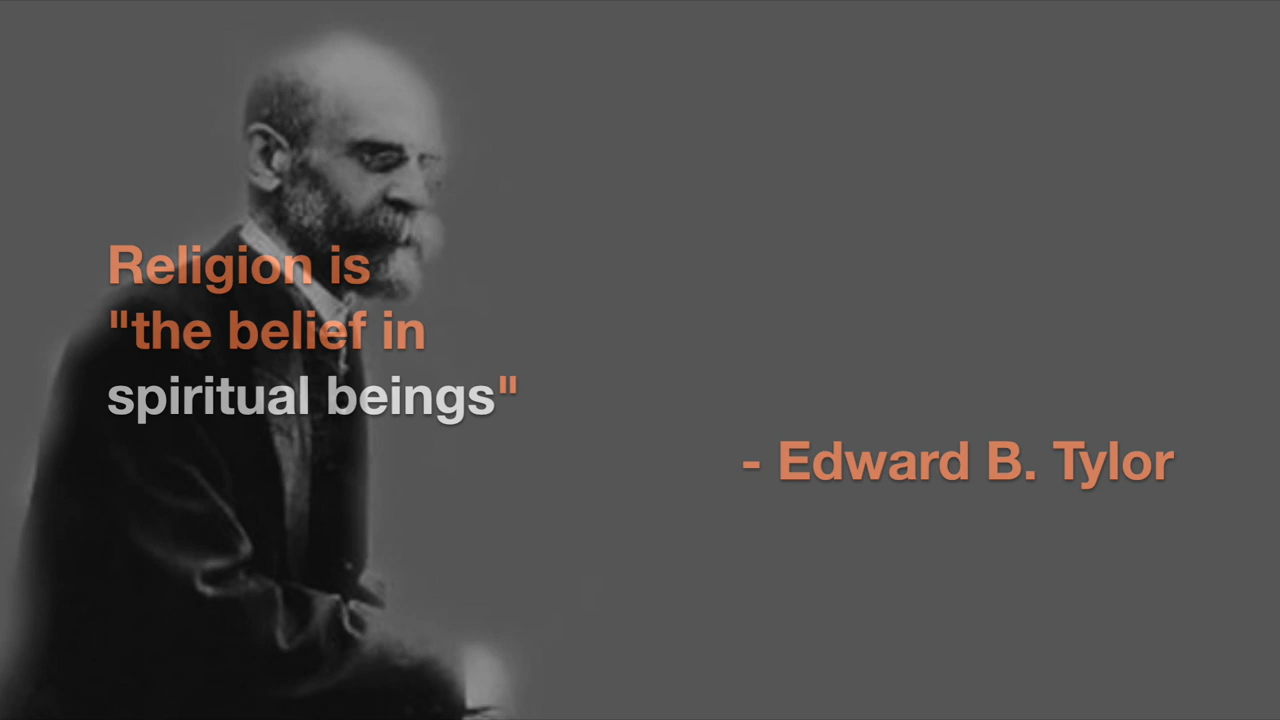 Religion is
"the belief in
spiritual beings"
- Edward B. Tylor